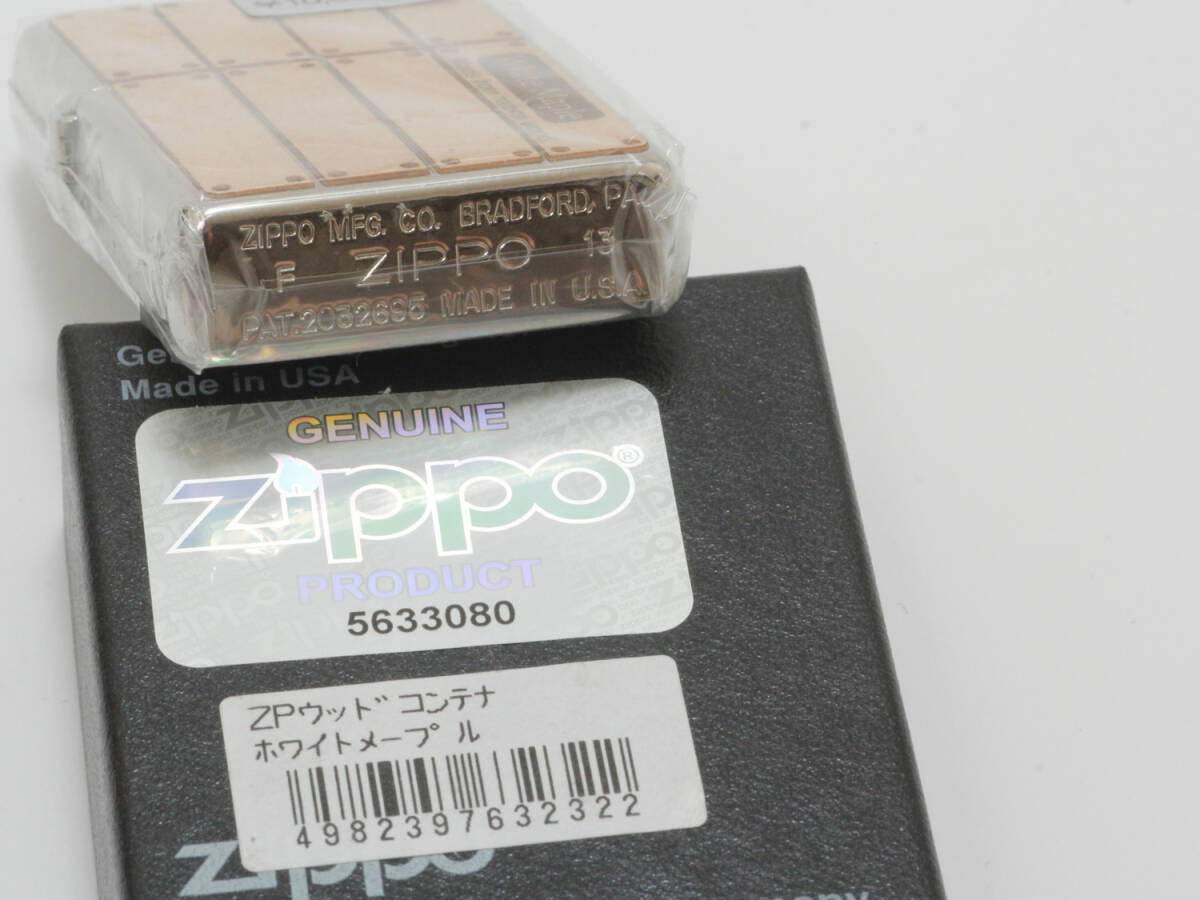 ZIPPO MFG. CO. BRADFORD, PA
F ZIPPO 13
PAT.2032695 MADE IN U.S.A.
Made in USA
GENUINE
Zippo®
PRODUCT
5633080
ZPウッドコンテナ
ホワイトメープル
4982397632322
Zippo